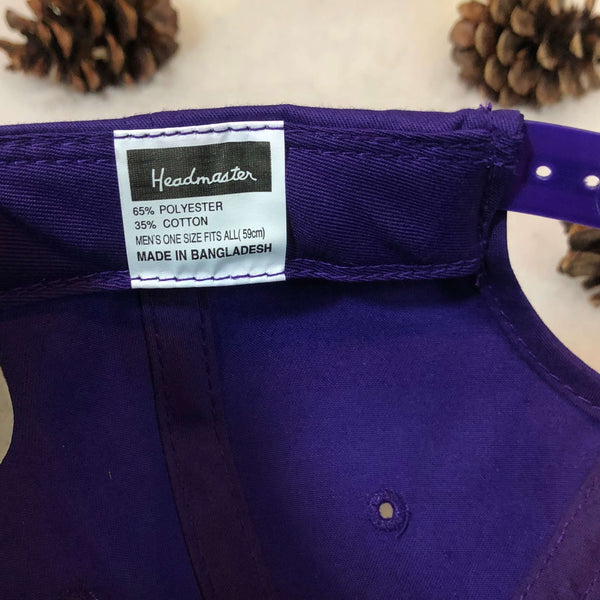 Headmaster
65% POLYESTER
35% COTTON
MEN'S ONE SIZE FITS ALL( 59cm)
MADE IN BANGLADESH